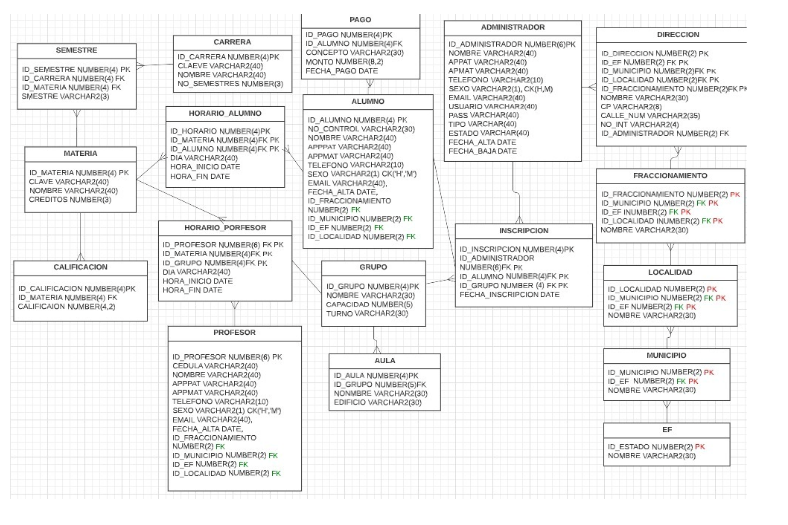 SEMESTRE
ID_SEMESTRE NUMBER(4) PK
ID_CARRERA NUMBER(4) FK
ID_MATERIA NUMBER(4) FK
SMESTRE VARCHAR2(3)
CARRERA
ID_CARRERA NUMBER(4)PK
CLAEVE VARCHAR2(40)
NOMBRE VARCHAR2(40)
NO_SEMESTRES NUMBER(3)
PAGO
ID_PAGO NUMBER(4)PK
ID_ALUMNO NUMBER(4)FK
CONCEPTO VARCHAR2(30)
MONTO NUMBER(8,2)
FECHA_PAGO DATE
ADMINISTRADOR
ID_ADMINISTRADOR NUMBER(6)PK
NOMBRE VARCHAR2(40)
APPAT VARCHAR2(40)
APMAT VARCHAR2(40)
TELEFONO VARCHAR2(10)
SEXO VARCHAR2(1), CK(H,M)
EMAIL VARCHAR2(40)
USUARIO VARCHAR2(40)
PASS VARCHAR(40)
TIPO VARCHAR(40)
ESTADO VARCHAR(40)
FECHA_ALTA DATE
FECHA_BAJA DATE
DIRECCION
ID_DIRECCION NUMBER(2) PK
ID_EF NUMBER(2) FK PK
ID_MUNICIPIO NUMBER(2)FK PK
ID_LOCALIDAD NUMBER(2)FK PK
ID_FRACCIONAMIENTO NUMBER(2)FK PK
NOMBRE VARCHAR2(30)
CP VARCHAR2(8)
CALLE_NUM VARCHAR2(35)
NO_INT VARCHAR2(4)
ID_ADMINISTRADOR NUMBER(2) FK
HORARIO_ALUMNO
ID_HORARIO NUMBER(4)PK
ID_MATERIA NUMBER(4)FK PK
ID_ALUMNO NUMBER(4)FK PK
DIA VARCHAR2(40)
HORA_INICIO DATE
HORA_FIN DATE
ALUMNO
ID_ALUMNO NUMBER(4) PK
NO_CONTROL VARCHAR2(30)
NOMBRE VARCHAR2(40)
APPPAT VARCHAR2(40)
APPMAT VARCHAR2(40)
TELEFONO VARCHAR2(10)
SEXO VARCHAR2(1) CK('H','M')
EMAIL VARCHAR2(40),
FECHA_ALTA DATE,
ID_FRACCIONAMIENTO
NUMBER(2) FK
ID_MUNICIPIO NUMBER(2) FK
ID_EF NUMBER(2) FK
ID_LOCALIDAD NUMBER(2) FK
MATERIA
ID_MATERIA NUMBER(4) PK
CLAVE VARCHAR2(40)
NOMBRE VARCHAR2(40)
CREDITOS NUMBER(3)
FRACCIONAMIENTO
ID_FRACCIONAMIENTO NUMBER(2) PK
ID_MUNICIPIO NUMBER(2) FK PK
ID_EF NUMBER(2) FK PK
ID_LOCALIDAD NUMBER(2) FK PK
NOMBRE VARCHAR2(30)
HORARIO_PORFESOR
ID_PROFESOR NUMBER(6) FK PK
ID_MATERIA NUMBER(4)FK PK
ID_GRUPO NUMBER(4)FK PK
DIA VARCHAR2(40)
HORA_INICIO DATE
HORA_FIN DATE
INSCRIPCION
ID_INSCRIPCION NUMBER(4)PK
ID_ADMINISTRADOR
NUMBER(6)FK PK
ID_ALUMNO NUMBER(4)FK PK
ID_GRUPO NUMBER (4) FK PK
FECHA_INSCRIPCION DATE
CALIFICACION
ID_CALIFICACION NUMBER(4)PK
ID_MATERIA NUMBER(4) FK
CALIFICAION NUMBER(4,2)
GRUPO
ID_GRUPO NUMBER(4)PK
NOMBRE VARCHAR2(30)
CAPACIDAD NUMBER(5)
TURNO VARCHAR2(30)
LOCALIDAD
ID_LOCALIDAD NUMBER(2) PK
ID_MUNICIPIO NUMBER(2) FK PK
ID_EF NUMBER(2) FK PK
NOMBRE VARCHAR2(30)
PROFESOR
ID_PROFESOR NUMBER(6) PK
CEDULA VARCHAR2(40)
NOMBRE VARCHAR2(40)
APPPAT VARCHAR2(40)
APPMAT VARCHAR2(40)
TELEFONO VARCHAR2(10)
SEXO VARCHAR2(1) CK('H','M')
EMAIL VARCHAR2(40),
FECHA_ALTA DATE,
ID_FRACCIONAMIENTO
NUMBER(2) FK
ID_MUNICIPIO NUMBER(2) FK
ID_EF NUMBER(2) FK
ID_LOCALIDAD NUMBER(2) FK
AULA
ID_AULA NUMBER(4)PK
ID_GRUPO NUMBER(5)FK
NONMBRE VARCHAR2(30)
EDIFICIO VARCHAR2(30)
MUNICIPIO
ID_MUNICIPIO NUMBER(2) PK
ID_EF NUMBER(2) FK PK
NOMBRE VARCHAR2(30)
EF
ID_ESTADO NUMBER(2) PK
NOMBRE VARCHAR2(30)